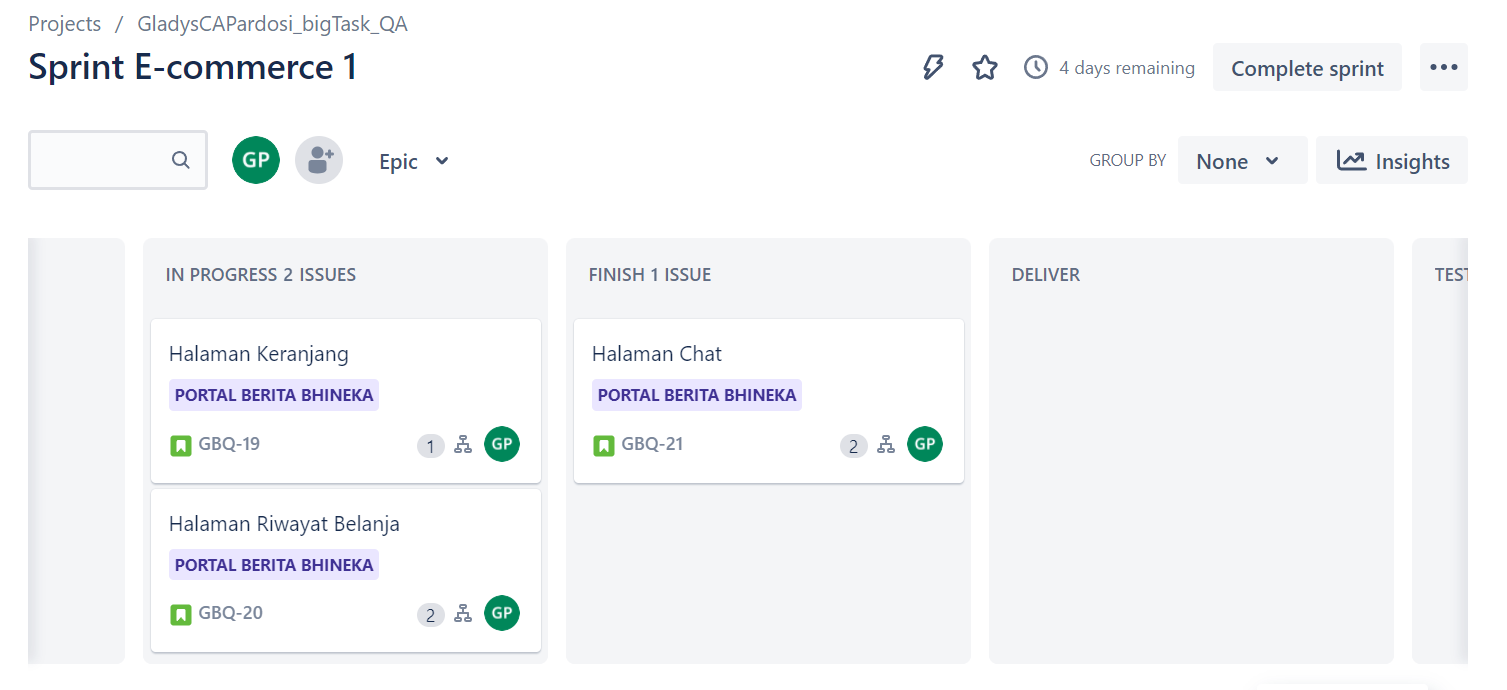 Projects / GladysCAPardosi_bigTask_QA
Sprint E-commerce 1
4 days remaining
Complete sprint
GP
Epic
GROUP BY
None
Insights
IN PROGRESS 2 ISSUES
Halaman Keranjang
PORTAL BERITA BHINEKA
GBQ-19
1
GP
Halaman Riwayat Belanja
PORTAL BERITA BHINEKA
GBQ-20
2
GP
FINISH 1 ISSUE
Halaman Chat
PORTAL BERITA BHINEKA
GBQ-21
2
GP
DELIVER
TEST